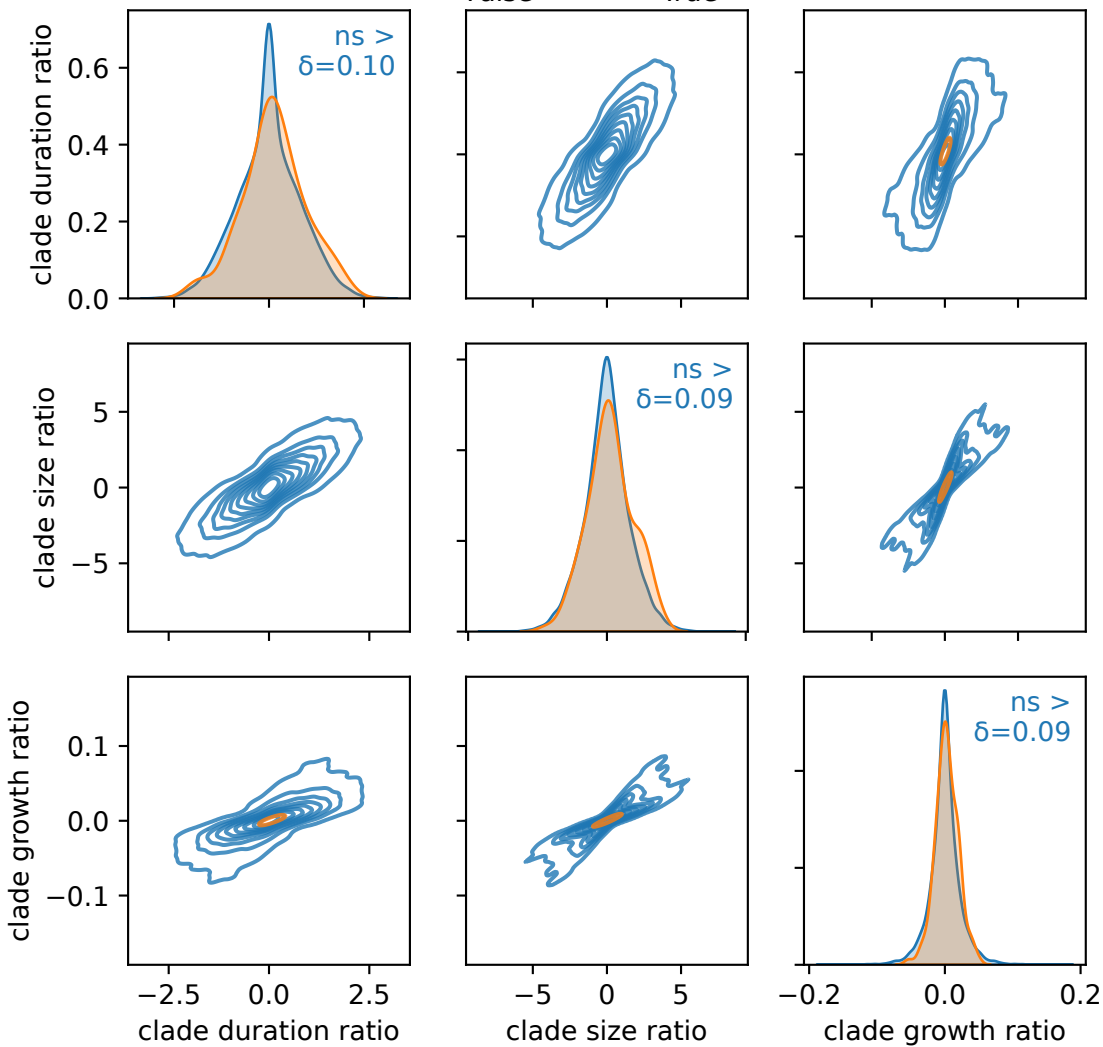 clade duration ratio
0.6
0.4
0.2
0.0
ns >
δ=0.10
clade size ratio
5
0
−5
ns >
δ=0.09
clade growth ratio
0.1
0.0
−0.1
ns >
δ=0.09
−2.5 0.0 2.5
−5 0 5
−0.2 0.0 0.2
clade duration ratio
clade size ratio
clade growth ratio